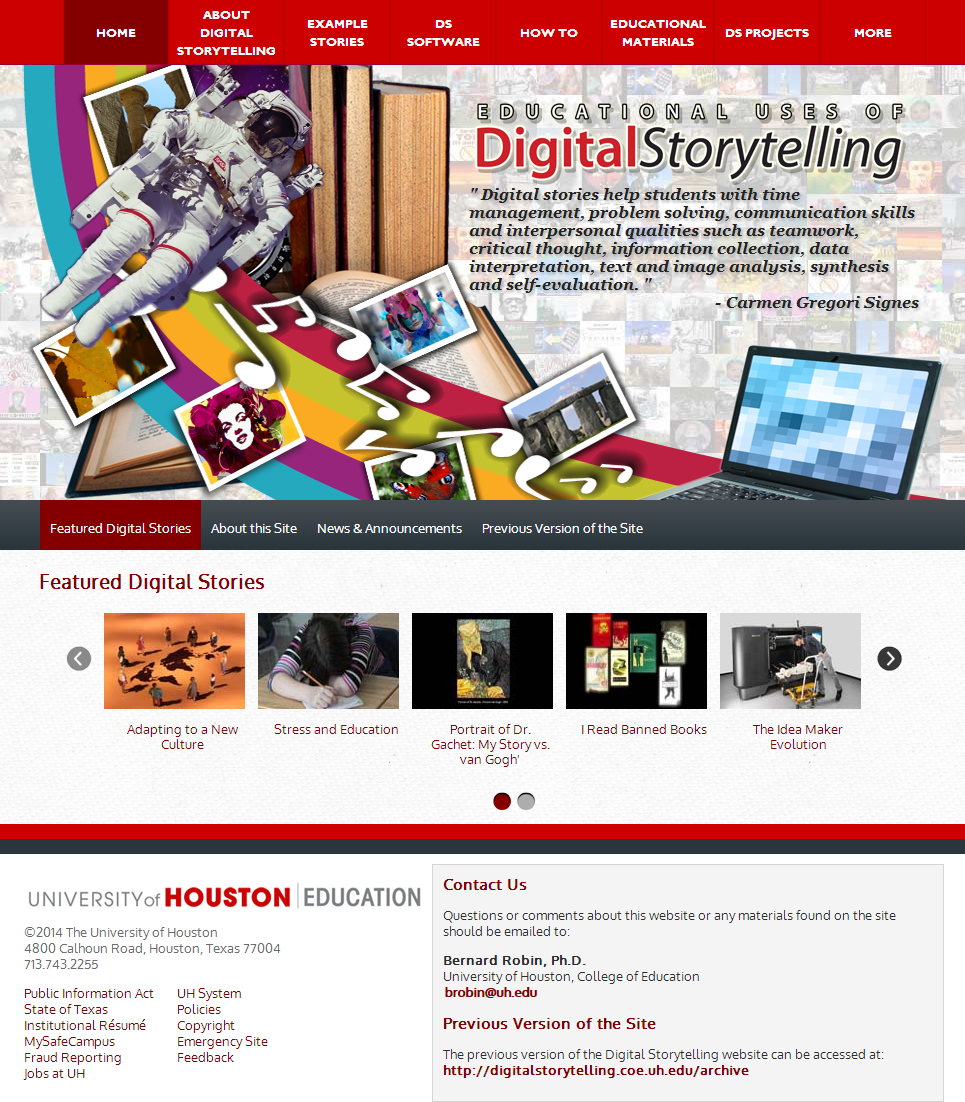 HOME
ABOUT
DIGITAL
STORYTELLING
EXAMPLE
STORIES
DS
SOFTWARE
HOW TO
EDUCATIONAL
MATERIALS
DS PROJECTS
MORE
EDUCATIONAL USES OF
DigitalStorytelling
" Digital stories help students with time
management, problem solving, communication skills
and interpersonal qualities such as teamwork,
critical thought, information collection, data
interpretation, text and image analysis, synthesis
and self-evaluation. "
- Carmen Gregori Signes
Featured Digital Stories
About this Site
News & Announcements
Previous Version of the Site
Featured Digital Stories
Adapting to a New
Culture
Stress and Education
Portrait of Dr.
Gachet: My Story vs.
van Gogh'
I Read Banned Books
The Idea Maker
Evolution
UNIVERSITY of HOUSTON | EDUCATION
©2014 The University of Houston
4800 Calhoun Road, Houston, Texas 77004
713.743.2255
Public Information Act
State of Texas
Institutional Résumé
MySafeCampus
Fraud Reporting
Jobs at UH
UH System
Policies
Copyright
Emergency Site
Feedback
Contact Us
Questions or comments about this website or any materials found on the site
should be emailed to:
Bernard Robin, Ph.D.
University of Houston, College of Education
brobin@uh.edu
Previous Version of the Site
The previous version of the Digital Storytelling website can be accessed at:
http://digitalstorytelling.coe.uh.edu/archive